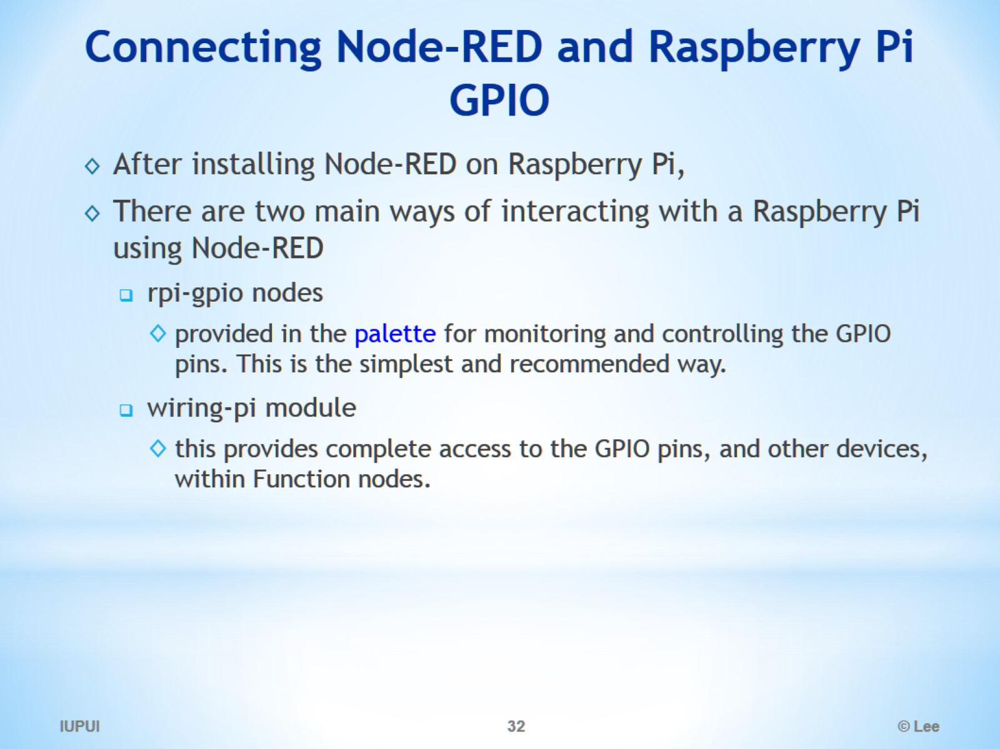 Connecting Node-RED and Raspberry Pi
GPIO
After installing Node-RED on Raspberry Pi,
There are two main ways of interacting with a Raspberry Pi
using Node-RED
rpi-gpio nodes
provided in the palette for monitoring and controlling the GPIO
pins. This is the simplest and recommended way.
wiring-pi module
this provides complete access to the GPIO pins, and other devices,
within Function nodes.
IUPUI
32
© Lee